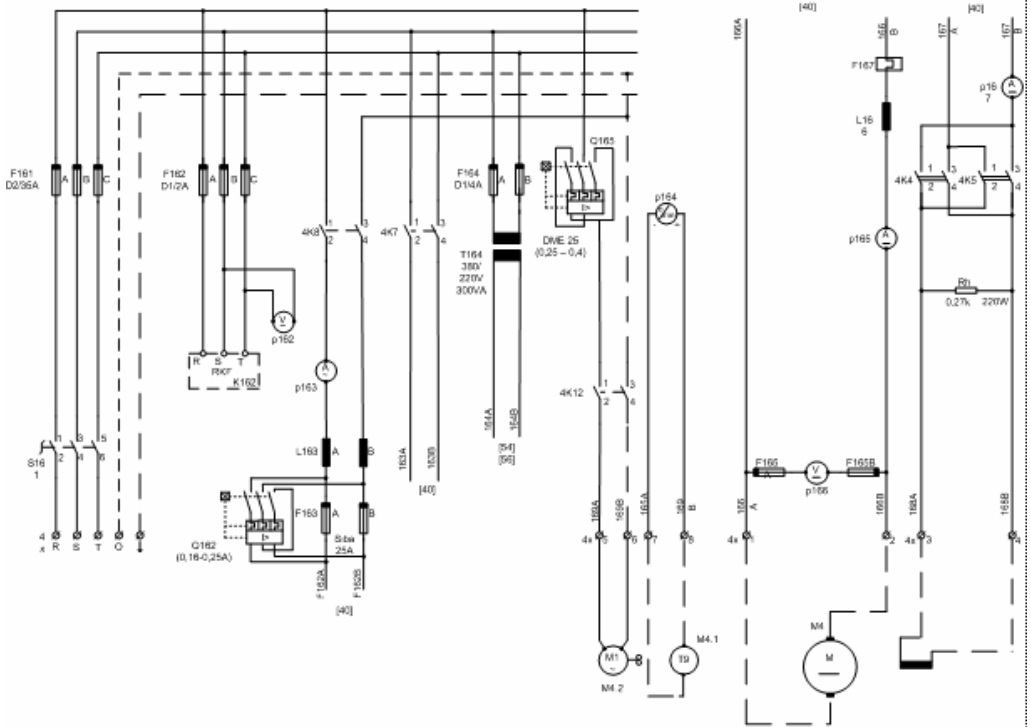 [40]
[40]
166A
166
B
167
A
167
B
F167
p16
7
L16
6
F161
D2/35A
A
B
C
F162
D1/2A
A
B
C
F164
D1/4A
A
B
Q165
I>
DME 25
(0,25 – 0,4)
p164
4K4
1
2
3
4
4K5
1
2
3
4
4K8
1
2
3
4
4K7
1
2
3
4
T164
380/
220V
300VA
p165
A
A
Rh
0,27k
220W
V
p162
R
S
T
RKF
K162
A
p163
4K12
1
2
3
4
164A
164B
[54]
[56]
163A
163B
[40]
L163
A
B
S16
1
1
2
3
4
5
6
F165
V
F165B
p166
Q162
(0,16-0,25A)
I>
F163
A
B
Siba
25A
169A
169B
165A
169
B
166
A
166B
168A
165B
4
x
R
S
T
O
4x
5
6
7
8
4x
1
2
4x
3
4
F162A
F162B
[40]
M1
M4.2
T9
M4.1
M4
M